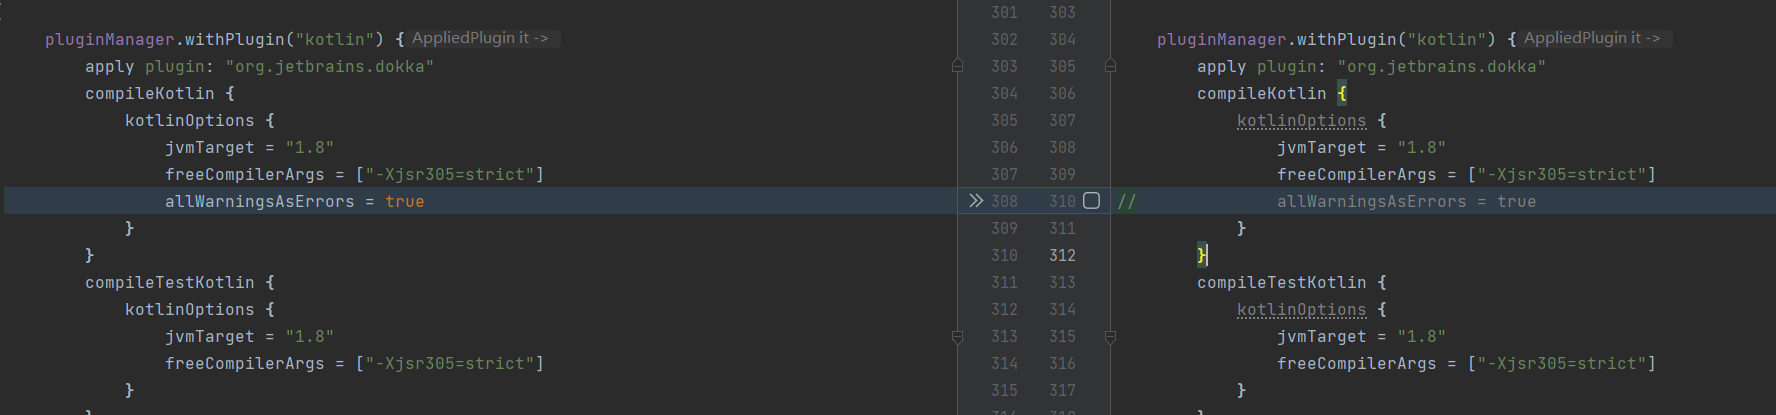 301 303
pluginManager.withPlugin("kotlin") { AppliedPlugin it -> 302 304 pluginManager.withPlugin("kotlin") { AppliedPlugin it ->
apply plugin: "org.jetbrains.dokka" 303 305 apply plugin: "org.jetbrains.dokka"
compileKotlin { 304 306 compileKotlin {
kotlinOptions { 305 307 kotlinOptions {
jvmTarget = "1.8" 306 308 jvmTarget = "1.8"
freeCompilerArgs = ["-Xjsr305=strict"] 307 309 freeCompilerArgs = ["-Xjsr305=strict"]
allWarningsAsErrors = true 308 310 // allWarningsAsErrors = true
} 309 311 }
} 310 312 }
compileTestKotlin { 311 313 compileTestKotlin {
kotlinOptions { 312 314 kotlinOptions {
jvmTarget = "1.8" 313 315 jvmTarget = "1.8"
freeCompilerArgs = ["-Xjsr305=strict"] 314 316 freeCompilerArgs = ["-Xjsr305=strict"]
} 315 317 }